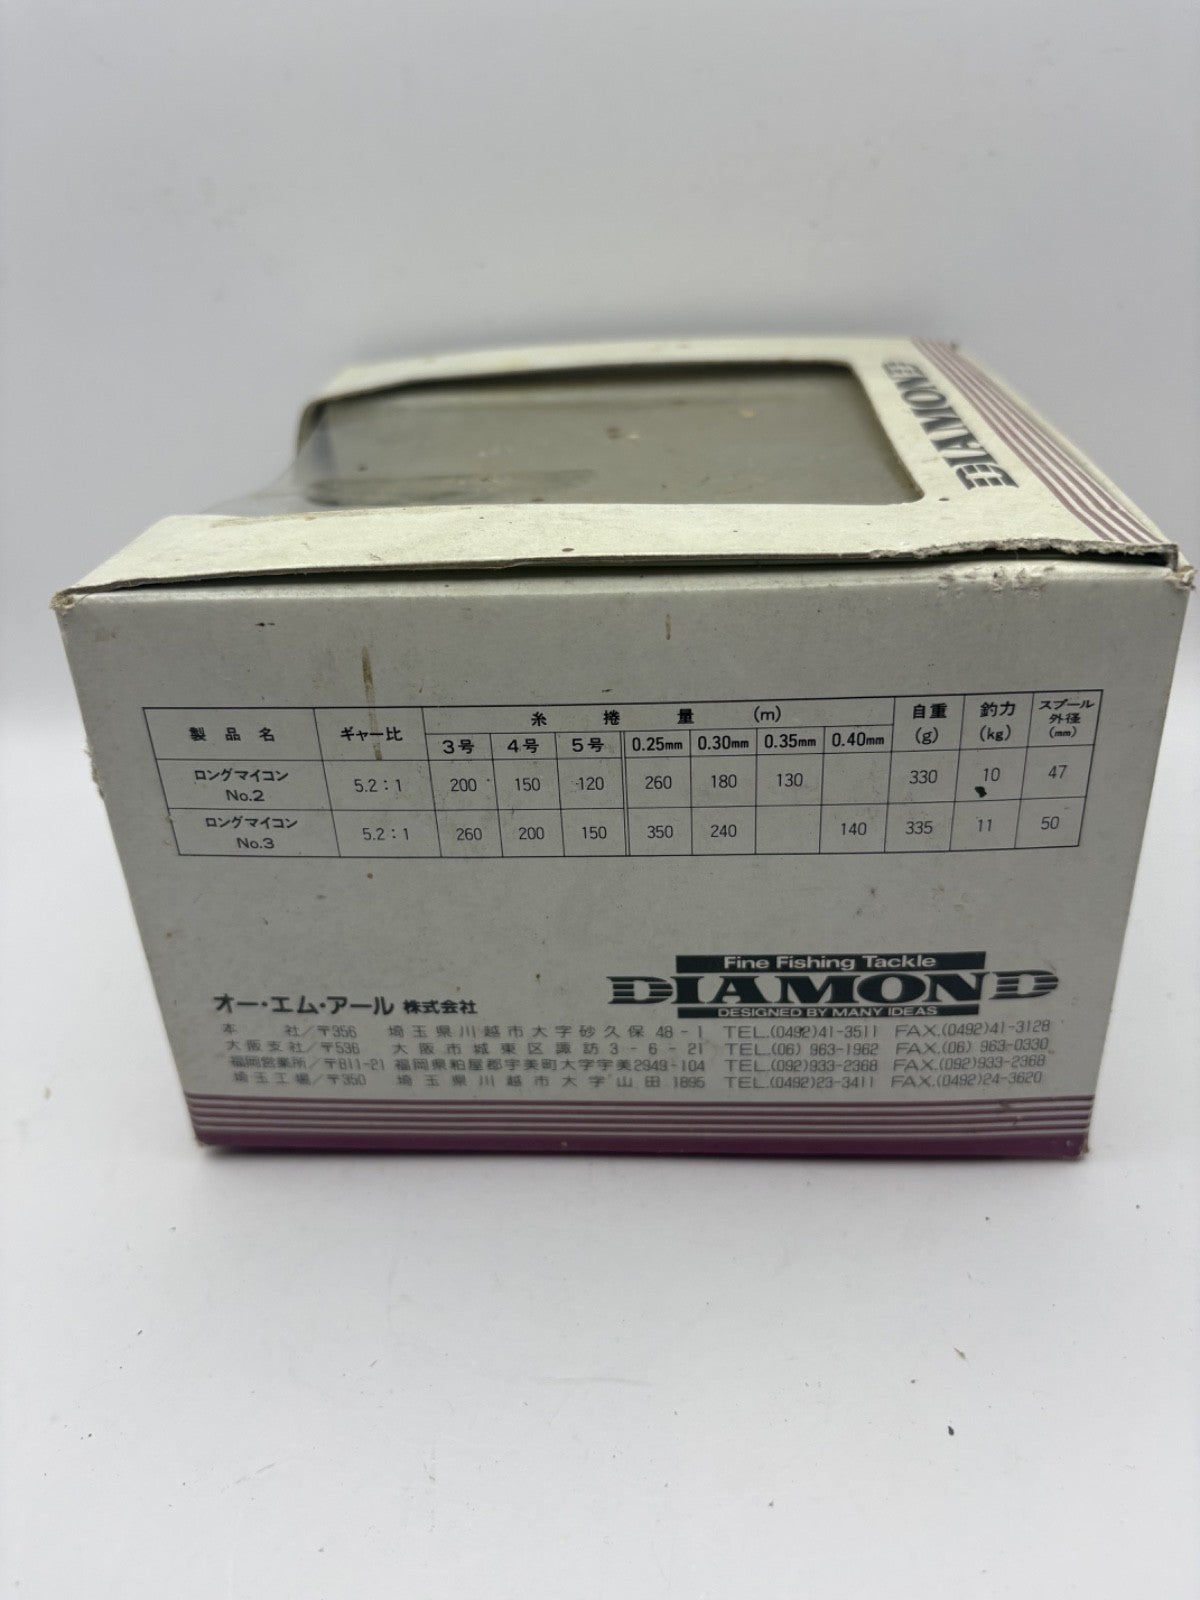 DIAMOND
製品名 ギャー比 糸捲量 (m) 自重 (g) 釣力 (kg) スプール外径 (mm)
3号 4号 5号 0.25mm 0.30mm 0.35mm 0.40mm
ロングマイコン No.2 5.2:1 200 150 120 260 180 130 330 10 47
ロングマイコン No.3 5.2:1 260 200 150 350 240 140 335 11 50
Fine Fishing Tackle
DIAMOND
DESIGNED BY MANY IDEAS
オー・エム・アール 株式会社
本社/〒356 埼玉県川越市大字砂久保48-1 TEL.(0492)41-3511 FAX.(0492)41-3128
大阪支社/〒536 大阪市城東区諏訪3-6-21 TEL.(06)963-1962 FAX.(06)963-0330
福岡営業所/〒811-21 福岡県粕屋郡宇美町大字宇美2949-104 TEL.(092)933-2368 FAX.(092)933-2368
埼玉工場/〒350 埼玉県川越市大字山田1895 TEL.(0492)23-3411 FAX.(0492)24-3620